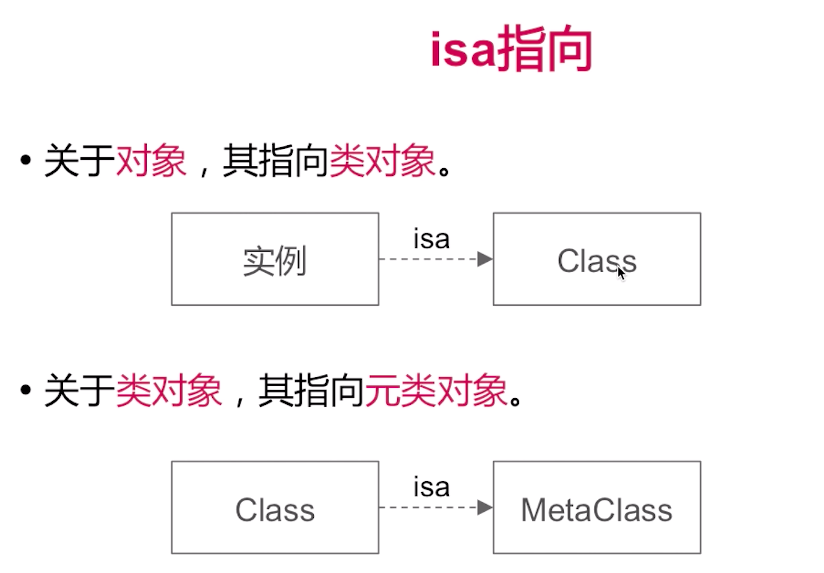 isa指向
• 关于对象，其指向类对象。
实例
isa
Class
• 关于类对象，其指向元类对象。
Class
isa
MetaClass